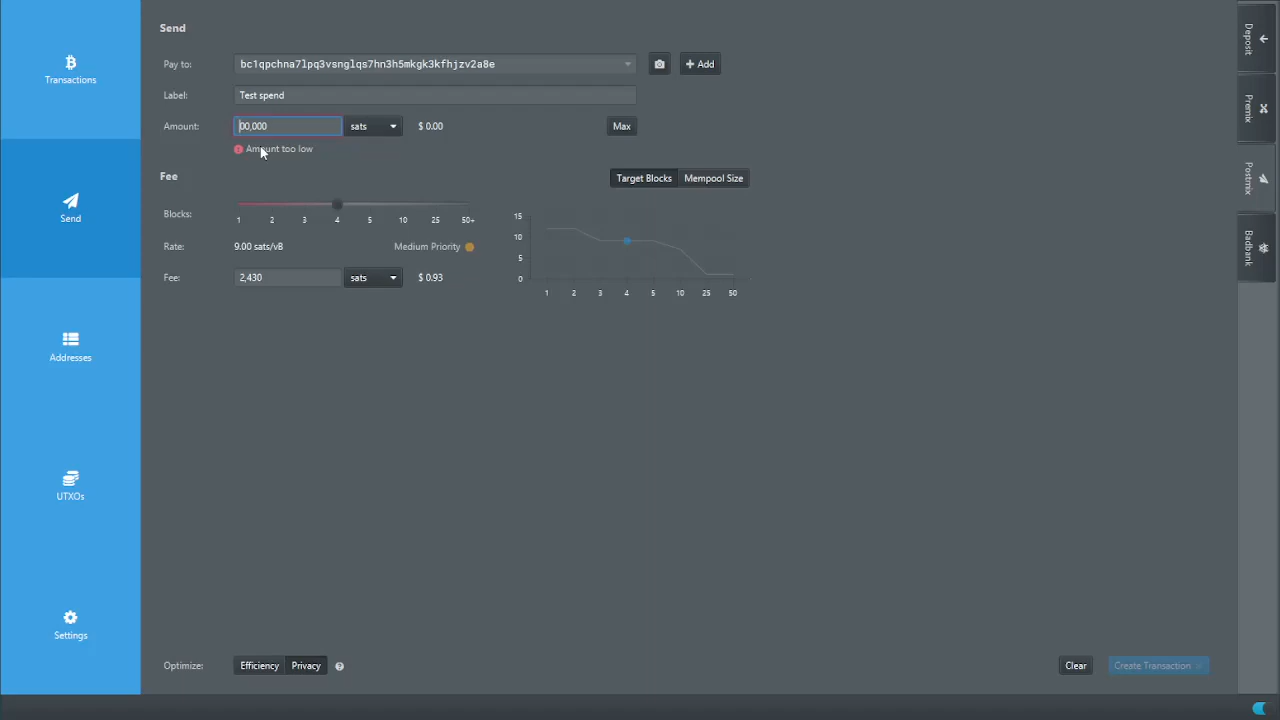 Send
Pay to: bc1qpchna7lpq3vsnglqs7hn3h5mkgk3kfhjzv2a8e + Add
Label: Test spend
Amount: 00,000 sats $ 0.00 Max
Amount too low
Fee Target Blocks Mempool Size
Blocks: 1 2 3 4 5 10 25 50+
Rate: 9.00 sats/vB Medium Priority
Fee: 2,430 sats $ 0.93
15
10
5
0
1 2 3 4 5 10 25 50
Optimize: Efficiency Privacy ? Clear Create Transaction
Transactions
Send
Addresses
UTXOs
Settings
Deposit
Premix
Postmix
Badbank